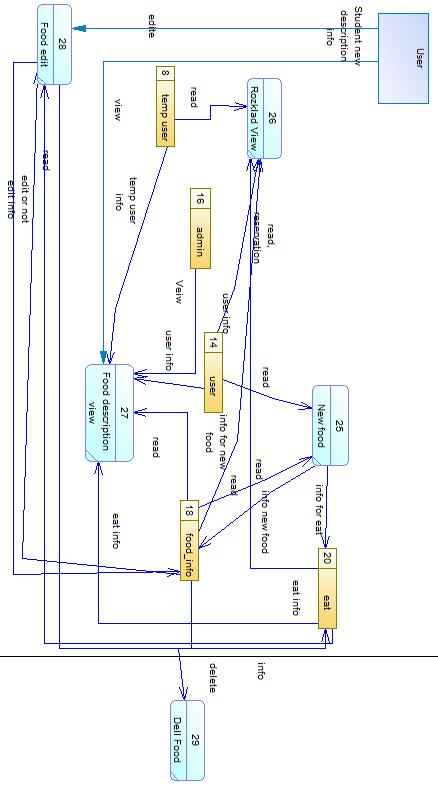 User
Student new
description
info
edite
28
Food edit
view
8
temp user
read
26
Rozklad View
read
edit or not
edit info
temp user
info
16
admin
Veiw
user info
read,
reservation
user info
14
user
read
25
New food
27
Food description
view
info for new
food
read
read
read
info new food
info for eat
18
food_info
20
eat
eat info
eat info
delete
info
29
Dell Food